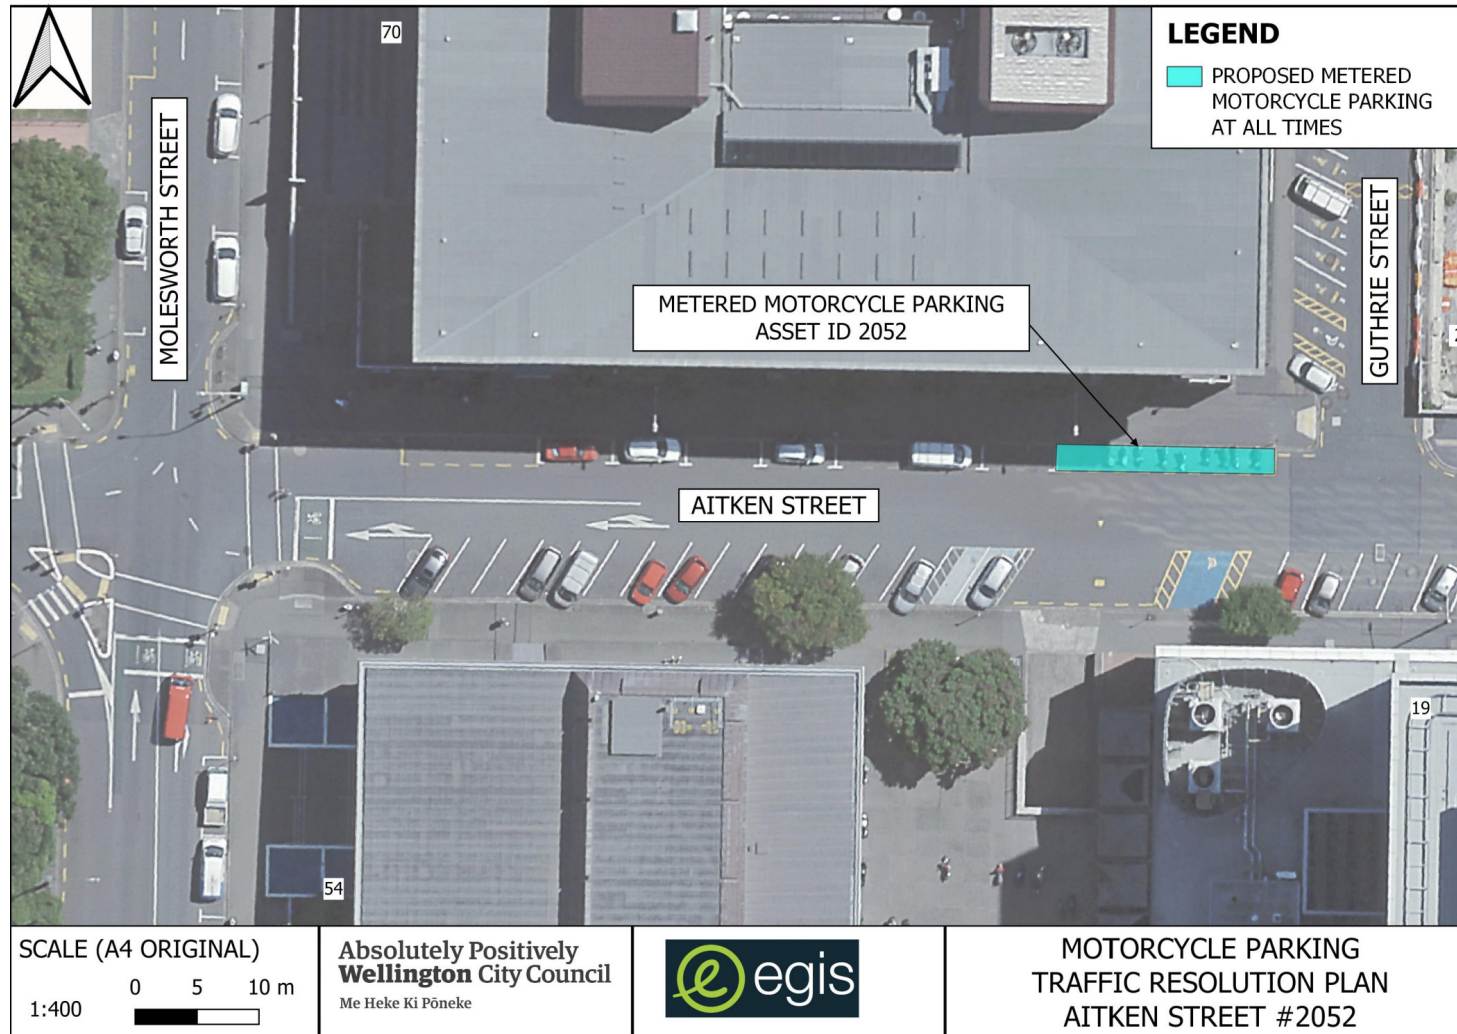 70
LEGEND
PROPOSED METERED
MOTORCYCLE PARKING
AT ALL TIMES
MOLESWORTH STREET
GUTHRIE STREET
METERED MOTORCYCLE PARKING
ASSET ID 2052
AITKEN STREET
19
54
SCALE (A4 ORIGINAL)
0 5 10 m
1:400
Absolutely Positively
Wellington City Council
Me Heke Ki Pōneke
e egis
MOTORCYCLE PARKING
TRAFFIC RESOLUTION PLAN
AITKEN STREET #2052